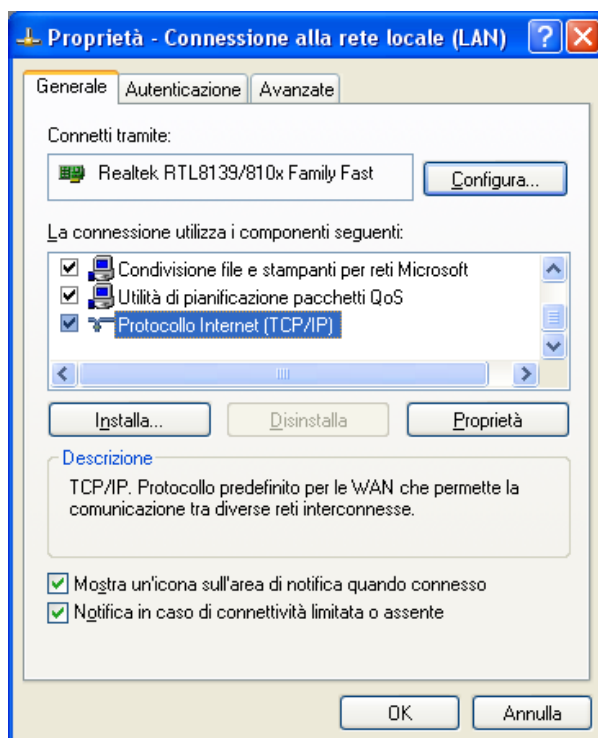 Proprietà - Connessione alla rete locale (LAN)
Generale Autenticazione Avanzate
Connetti tramite:
Realtek RTL8139/810x Family Fast
Configura...
La connessione utilizza i componenti seguenti:
Condivisione file e stampanti per reti Microsoft
Utilità di pianificazione pacchetti QoS
Protocollo Internet (TCP/IP)
Installa... Disinstalla Proprietà
Descrizione
TCP/IP. Protocollo predefinito per le WAN che permette la
comunicazione tra diverse reti interconnesse.
Mostra un'icona sull'area di notifica quando connesso
Notifica in caso di connettività limitata o assente
OK Annulla